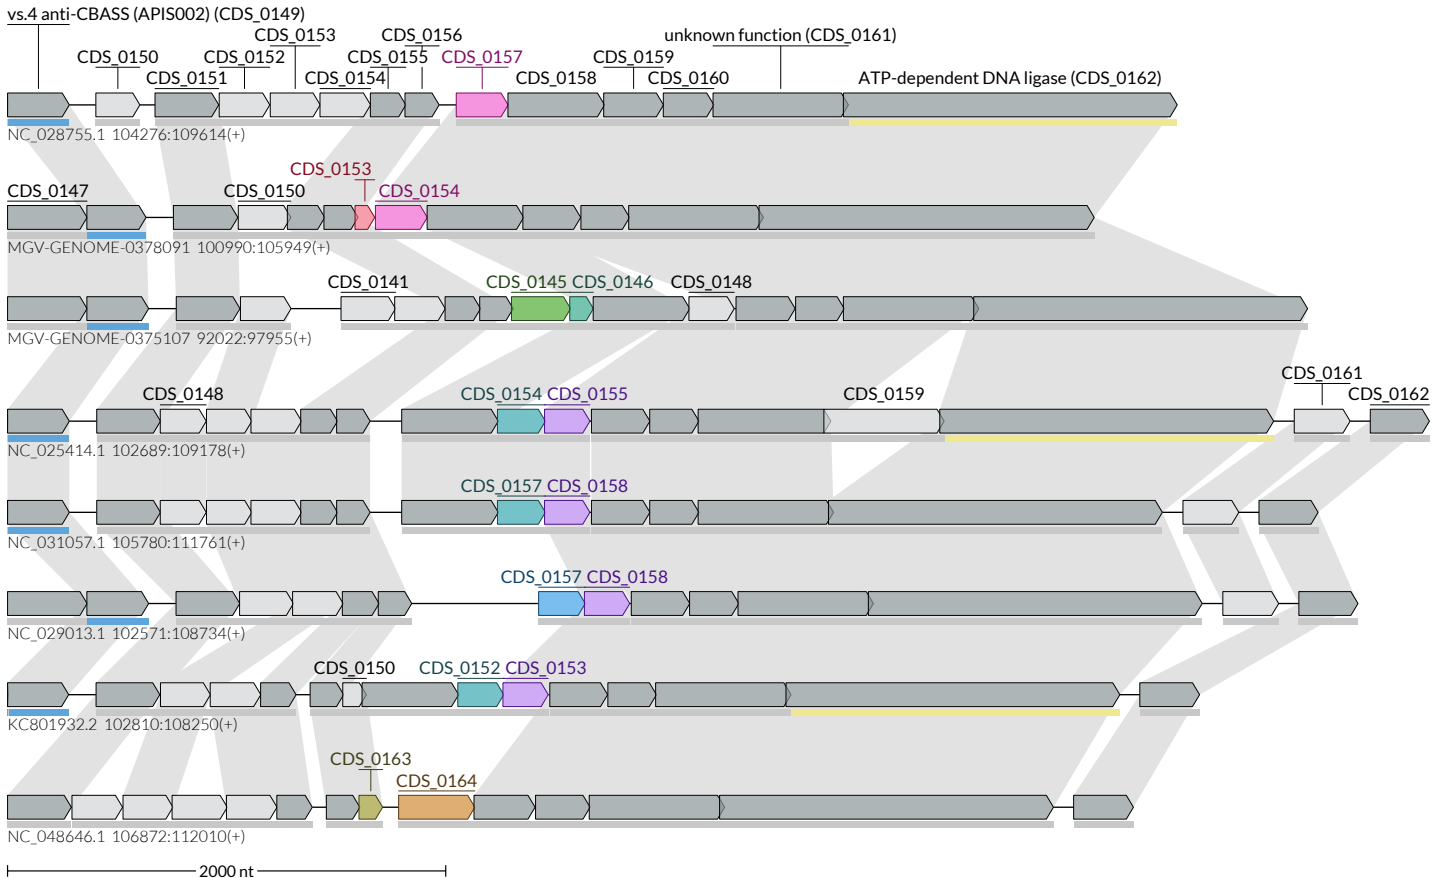 vs.4 anti-CBASS (APIS002) (CDS_0149)
CDS_0153 CDS_0156 unknown function (CDS_0161)
CDS_0150 CDS_0152 CDS_0155 CDS_0157 CDS_0159
CDS_0151 CDS_0154 CDS_0158 CDS_0160 ATP-dependent DNA ligase (CDS_0162)
NC_028755.1 104276:109614(+)
CDS_0153
CDS_0147 CDS_0150 CDS_0154
MGV-GENOME-0378091 100990:105949(+)
CDS_0141 CDS_0145 CDS_0146 CDS_0148
MGV-GENOME-0375107 92022:97955(+)
CDS_0161
CDS_0148 CDS_0154 CDS_0155 CDS_0159 CDS_0162
NC_025414.1 102689:109178(+)
CDS_0157 CDS_0158
NC_031057.1 105780:111761(+)
CDS_0157 CDS_0158
NC_029013.1 102571:108734(+)
CDS_0150 CDS_0152 CDS_0153
KC801932.2 102810:108250(+)
CDS_0163
CDS_0164
NC_048646.1 106872:112010(+)
2000 nt